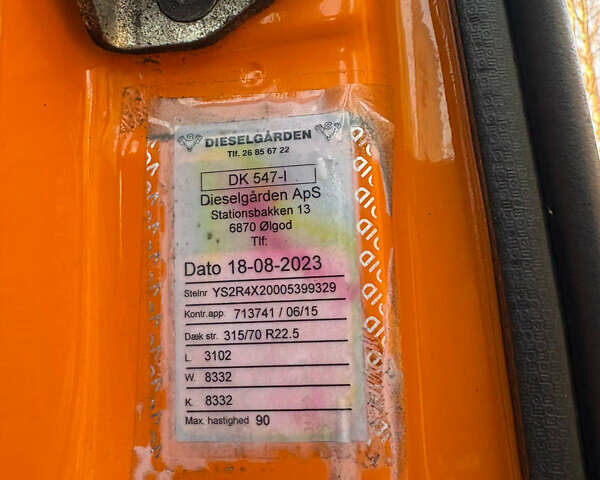 DIESELGÅRDEN
Tlf. 26 85 67 22
DK 547-I
Dieselgården ApS
Stationsbakken 13
6870 Ølgod
Tlf:
Dato 18-08-2023
Stelnr YS2R4X20005399329
Kontr.app. 713741 / 06/15
Dæk str. 315/70 R22.5
L. 3102
W. 8332
K. 8332
Max. hastighed 90